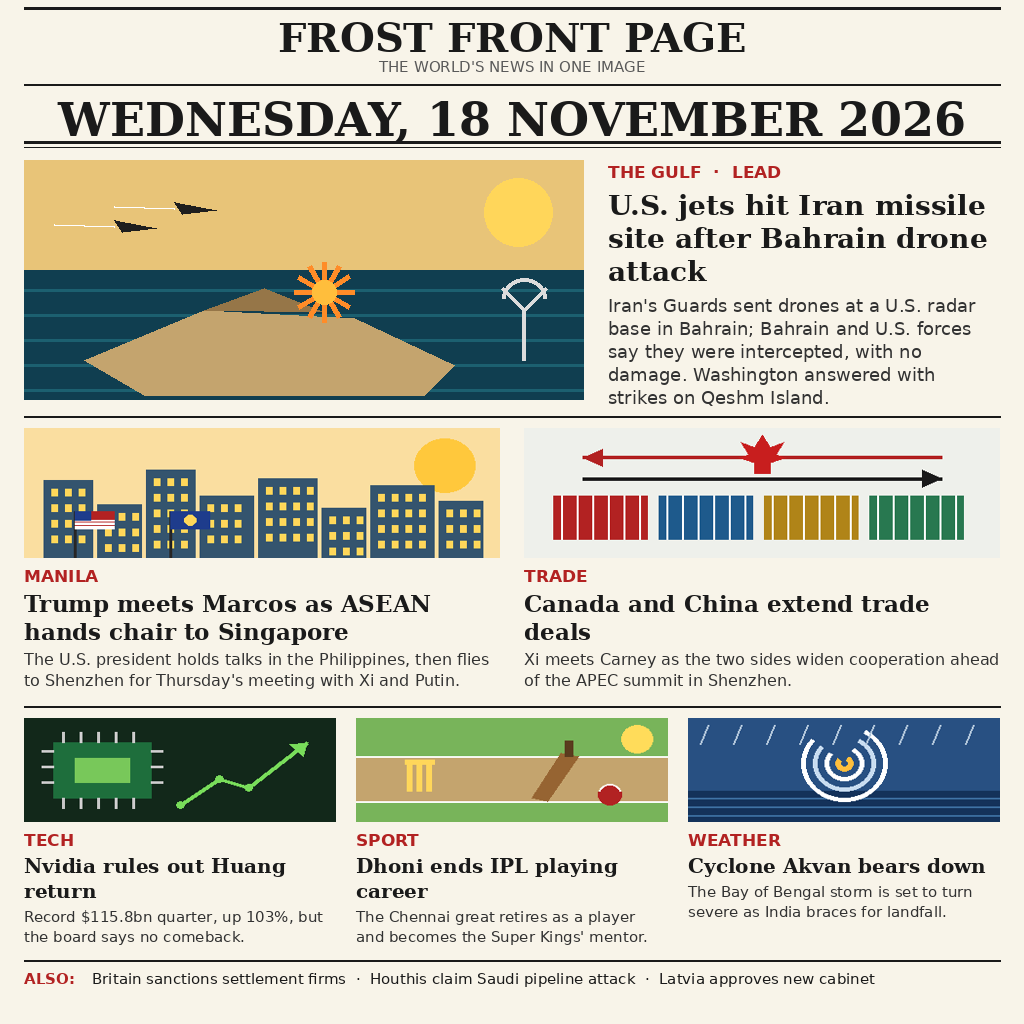 FROST FRONT PAGE
THE WORLD'S NEWS IN ONE IMAGE
WEDNESDAY, 18 NOVEMBER 2026
THE GULF · LEAD
U.S. jets hit Iran missile
site after Bahrain drone
attack
Iran's Guards sent drones at a U.S. radar
base in Bahrain; Bahrain and U.S. forces
say they were intercepted, with no
damage. Washington answered with
strikes on Qeshm Island.
MANILA
Trump meets Marcos as ASEAN
hands chair to Singapore
The U.S. president holds talks in the Philippines, then flies
to Shenzhen for Thursday's meeting with Xi and Putin.
TRADE
Canada and China extend trade
deals
Xi meets Carney as the two sides widen cooperation ahead
of the APEC summit in Shenzhen.
TECH
Nvidia rules out Huang
return
Record $115.8bn quarter, up 103%, but
the board says no comeback.
SPORT
Dhoni ends IPL playing
career
The Chennai great retires as a player
and becomes the Super Kings' mentor.
WEATHER
Cyclone Akvan bears down
The Bay of Bengal storm is set to turn
severe as India braces for landfall.
ALSO: Britain sanctions settlement firms · Houthis claim Saudi pipeline attack · Latvia approves new cabinet